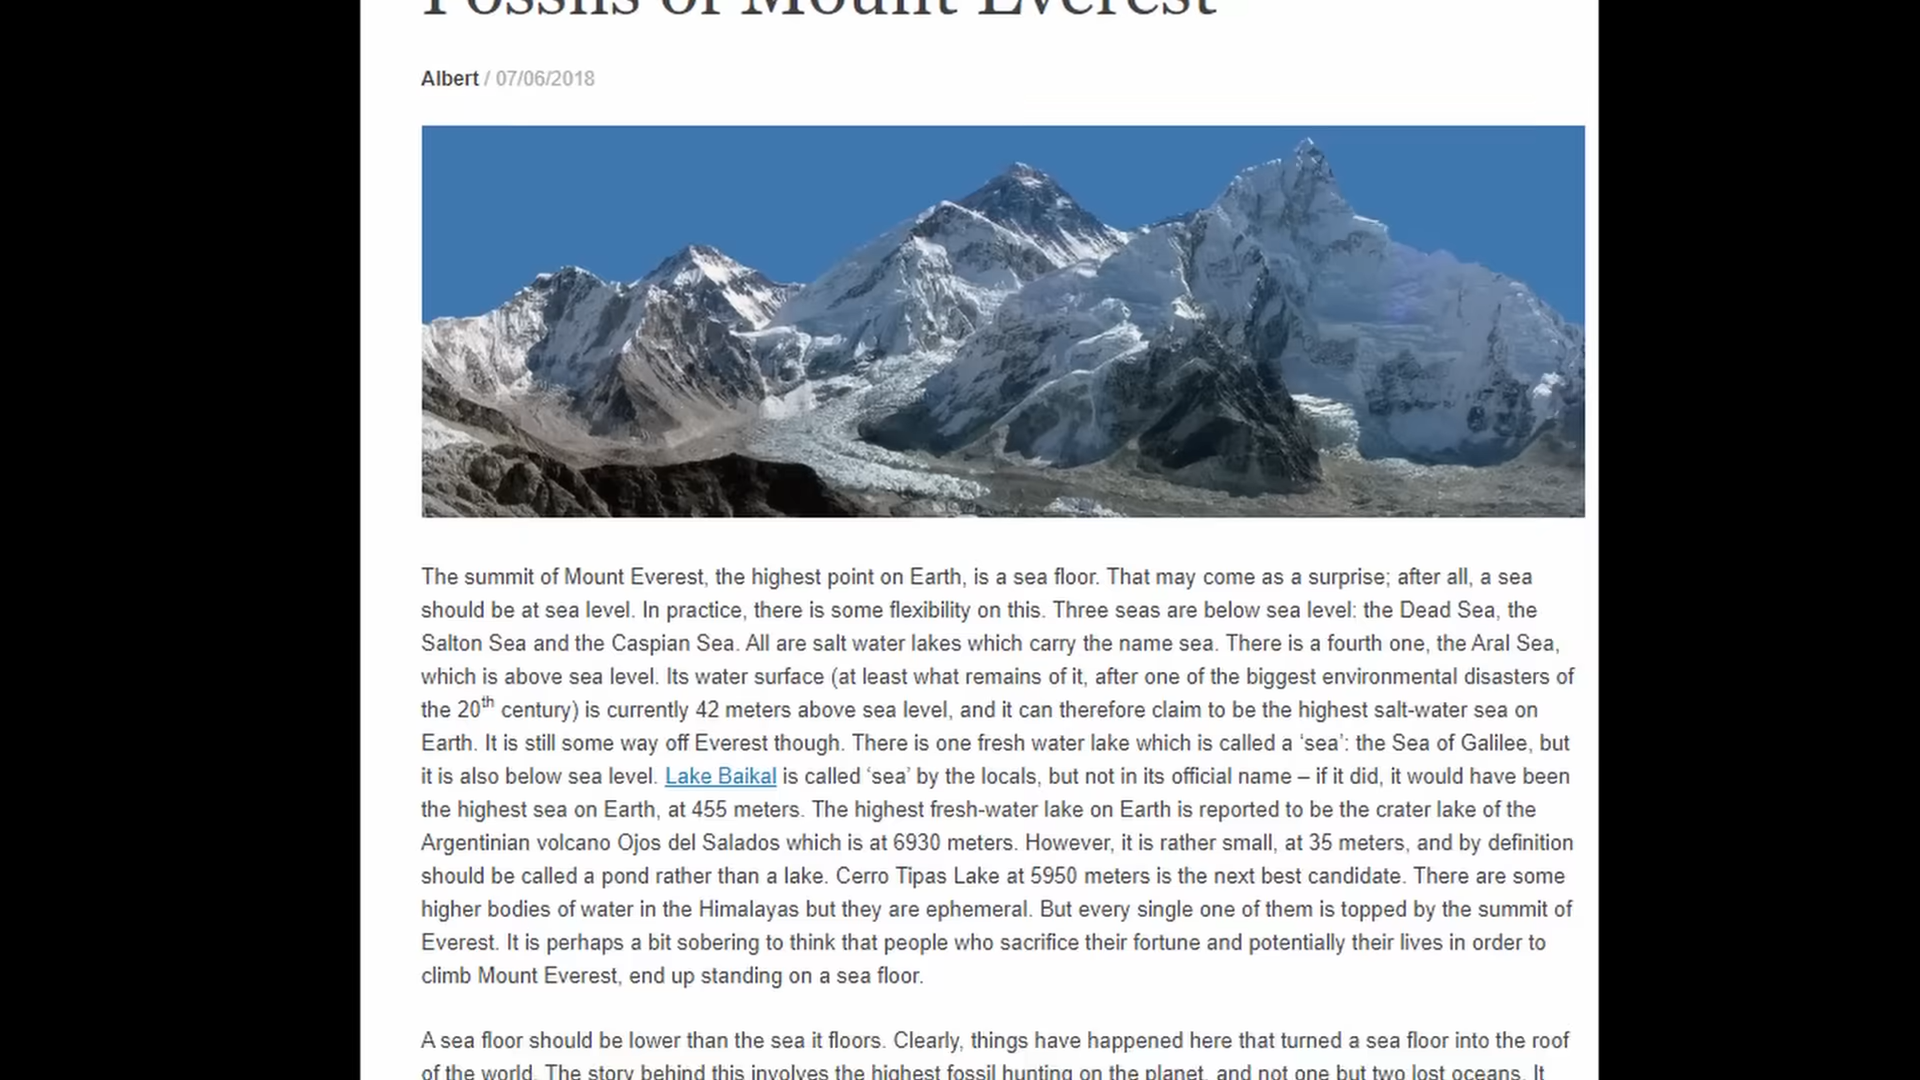 Fossils of Mount Everest
Albert / 07/06/2018
The summit of Mount Everest, the highest point on Earth, is a sea floor. That may come as a surprise; after all, a sea
should be at sea level. In practice, there is some flexibility on this. Three seas are below sea level: the Dead Sea, the
Salton Sea and the Caspian Sea. All are salt water lakes which carry the name sea. There is a fourth one, the Aral Sea,
which is above sea level. Its water surface (at least what remains of it, after one of the biggest environmental disasters of
the 20th century) is currently 42 meters above sea level, and it can therefore claim to be the highest salt-water sea on
Earth. It is still some way off Everest though. There is one fresh water lake which is called a ‘sea’: the Sea of Galilee, but
it is also below sea level. Lake Baikal is called ‘sea’ by the locals, but not in its official name – if it did, it would have been
the highest sea on Earth, at 455 meters. The highest fresh-water lake on Earth is reported to be the crater lake of the
Argentinian volcano Ojos del Salados which is at 6930 meters. However, it is rather small, at 35 meters, and by definition
should be called a pond rather than a lake. Cerro Tipas Lake at 5950 meters is the next best candidate. There are some
higher bodies of water in the Himalayas but they are ephemeral. But every single one of them is topped by the summit of
Everest. It is perhaps a bit sobering to think that people who sacrifice their fortune and potentially their lives in order to
climb Mount Everest, end up standing on a sea floor.
A sea floor should be lower than the sea it floors. Clearly, things have happened here that turned a sea floor into the roof
of the world. The story behind this involves the highest fossil hunting on the planet, and not one but two lost oceans. It